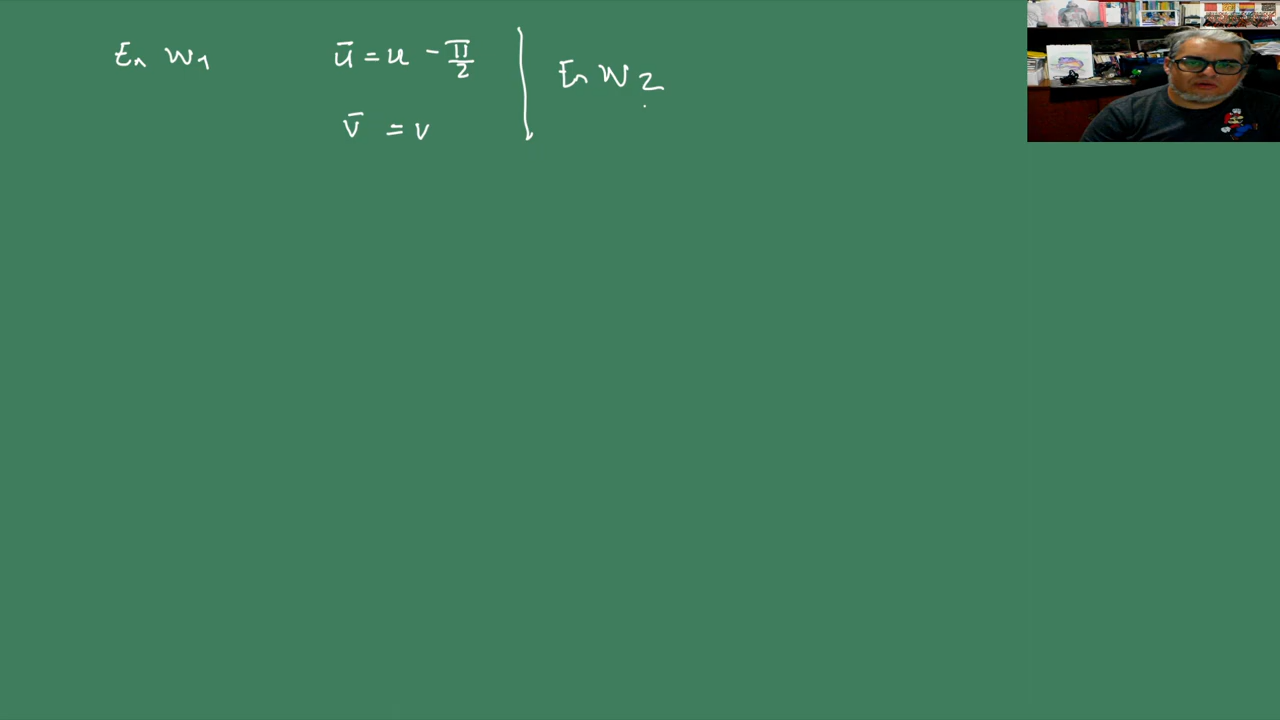 En W₁
ū = u - π/2
v̄ = v
En W₂